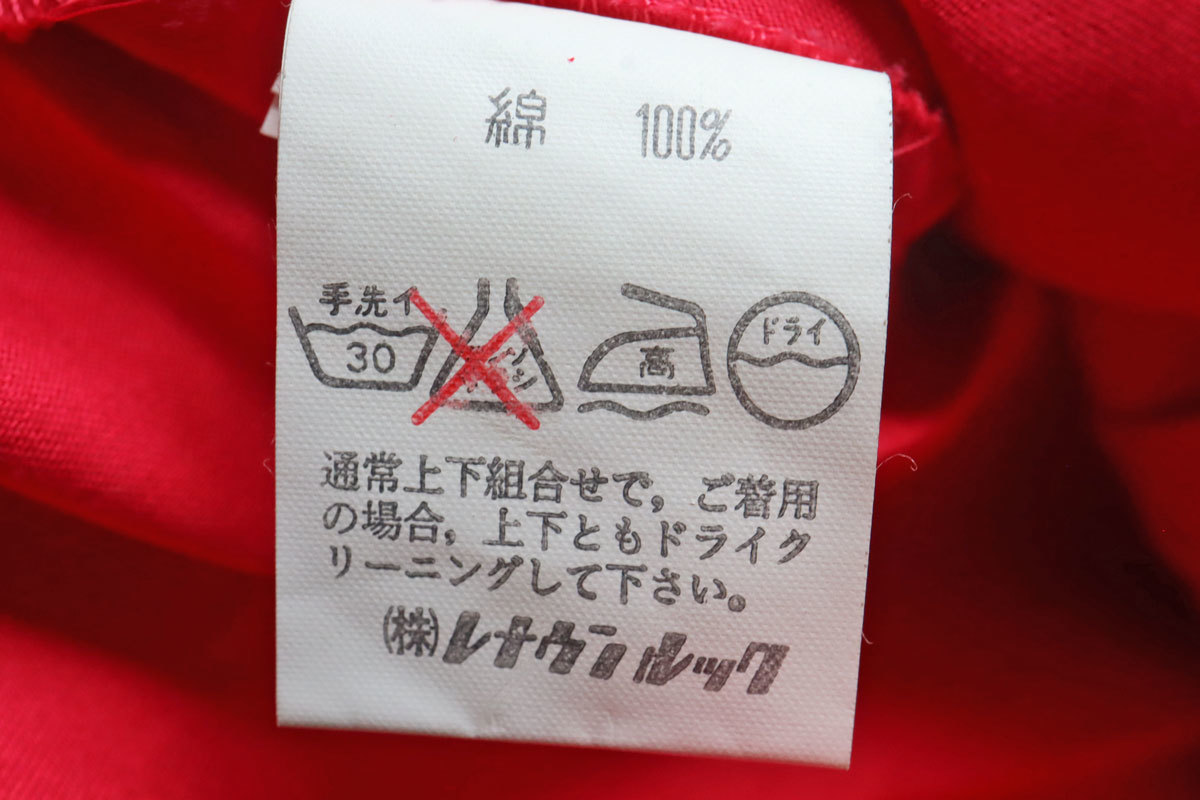 綿 100%
手洗イ
30
高
ドライ
通常上下組合せで，ご着用
の場合，上下ともドライク
リーニングして下さい。
㈱レナウンルック